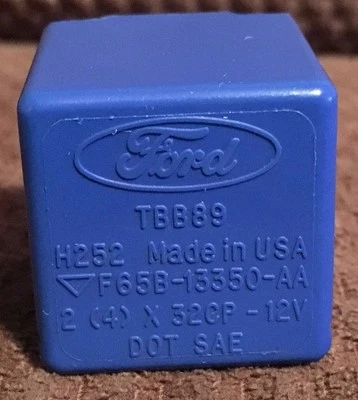 Ford
TBB89
H252 Made in USA
F65B-13350-AA
2 (4) X 32CP - 12V
DOT SAE